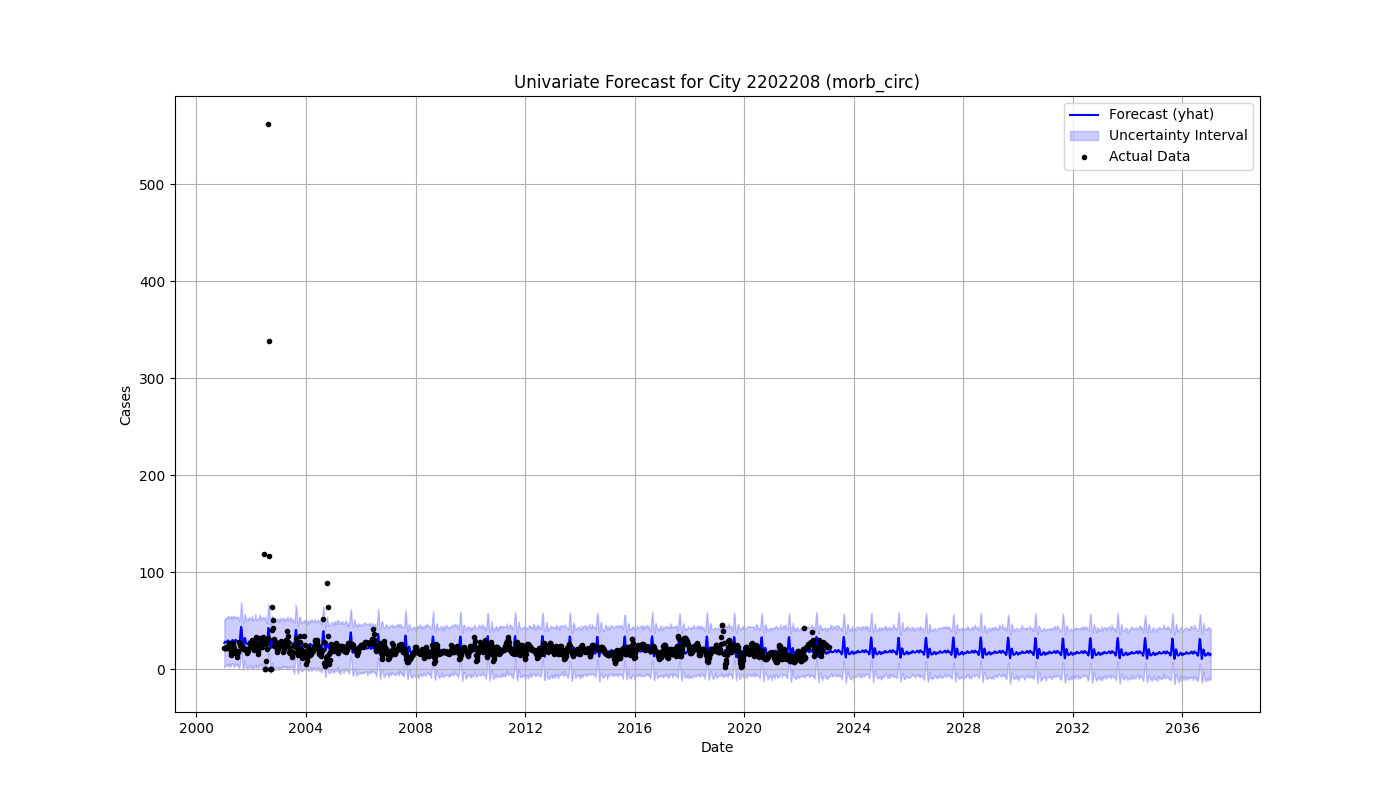 Univariate Forecast for City 2202208 (morb_circ)
Forecast (yhat)
Uncertainty Interval
Actual Data
500
400
300
200
100
0
Cases
2000 2004 2008 2012 2016 2020 2024 2028 2032 2036
Date